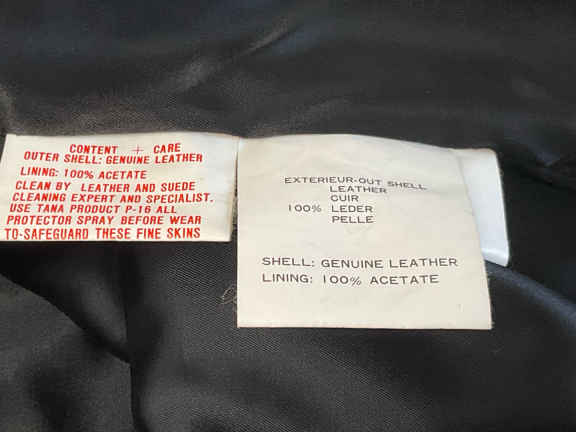 CONTENT + CARE
OUTER SHELL: GENUINE LEATHER
LINING: 100% ACETATE
CLEAN BY LEATHER AND SUEDE
CLEANING EXPERT AND SPECIALIST.
USE TAMA PRODUCT P-16 ALL
PROTECTOR SPRAY BEFORE WEAR
TO-SAFEGUARD THESE FINE SKINS
EXTERIEUR-OUT SHELL
LEATHER
CUIR
100% LEDER
PELLE
SHELL: GENUINE LEATHER
LINING: 100% ACETATE